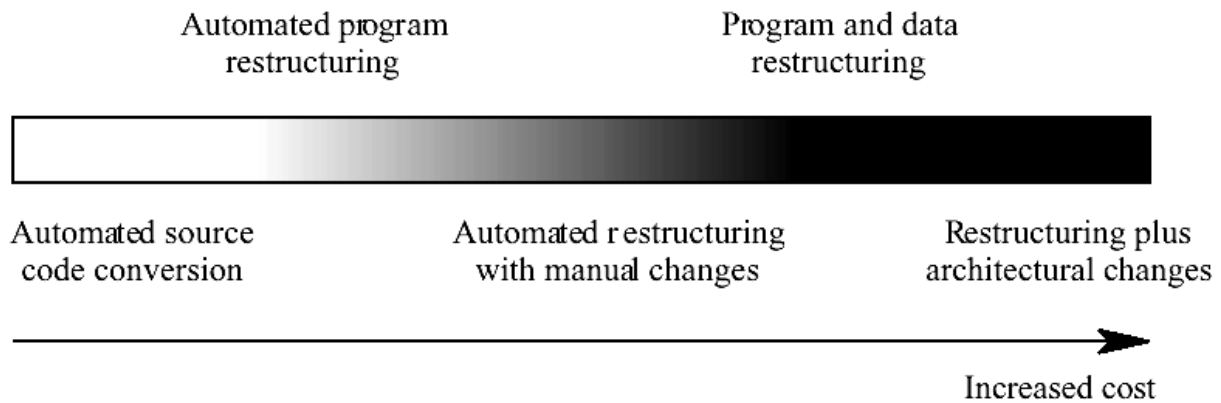 Automated program
restructuring
Program and data
restructuring
Automated source
code conversion
Automated restructuring
with manual changes
Restructuring plus
architectural changes
Increased cost